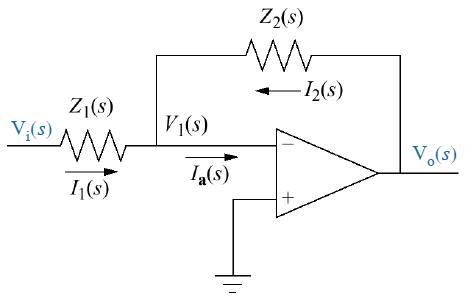 Z₂(s)
I₂(s)
Z₁(s)
Vᵢ(s)
V₁(s)
I₁(s)
Iₐ(s)
−
+
Vₒ(s)